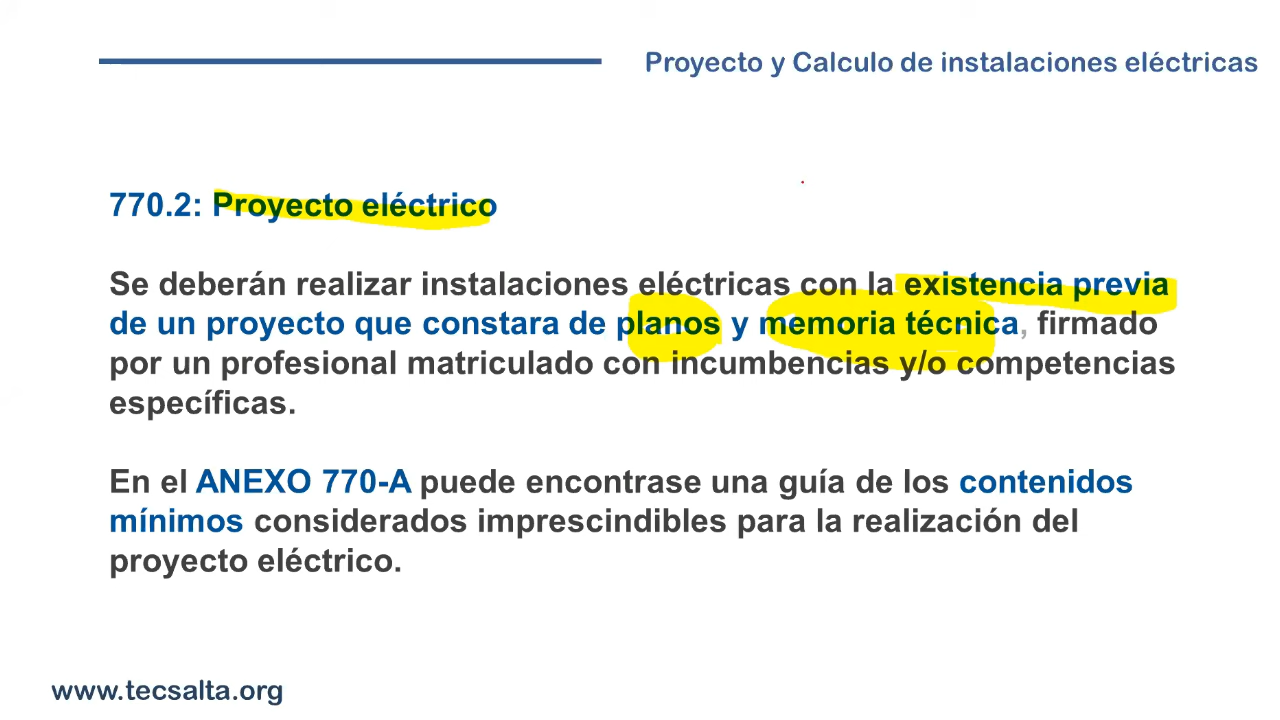 Proyecto y Calculo de instalaciones eléctricas
770.2: Proyecto eléctrico
Se deberán realizar instalaciones eléctricas con la existencia previa
de un proyecto que constara de planos y memoria técnica, firmado
por un profesional matriculado con incumbencias y/o competencias
específicas.
En el ANEXO 770-A puede encontrase una guía de los contenidos
mínimos considerados imprescindibles para la realización del
proyecto eléctrico.
www.tecsalta.org